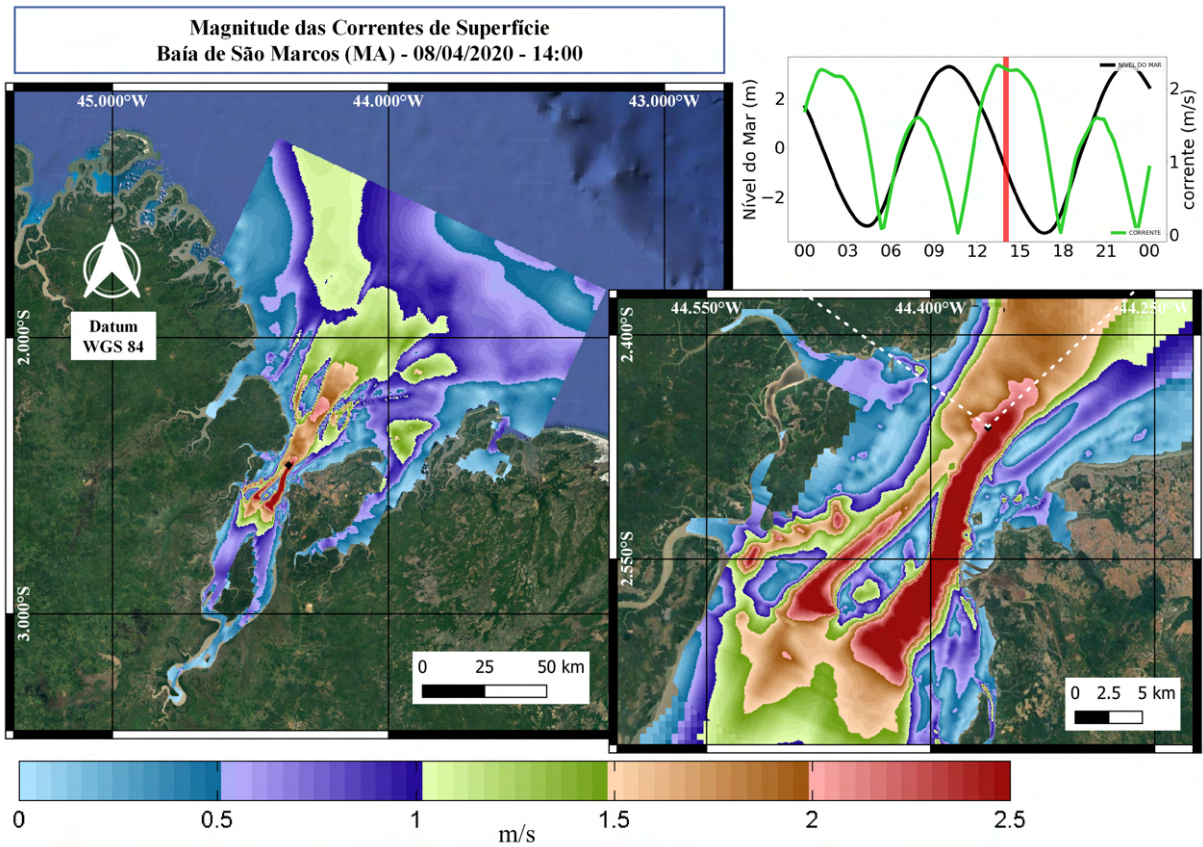 Magnitude das Correntes de Superfície
Baía de São Marcos (MA) - 08/04/2020 - 14:00
45.000°W 44.000°W 43.000°W
Datum
WGS 84
2.000°S
3.000°S
0 25 50 km
NÍVEL DO MAR
CORRENTE
Nível do Mar (m)
2
0
−2
corrente (m/s)
2
1
0
00 03 06 09 12 15 18 21 00
44.550°W 44.400°W 44.250°W
2.400°S
2.550°S
0 2.5 5 km
0 0.5 1 1.5 2 2.5
m/s